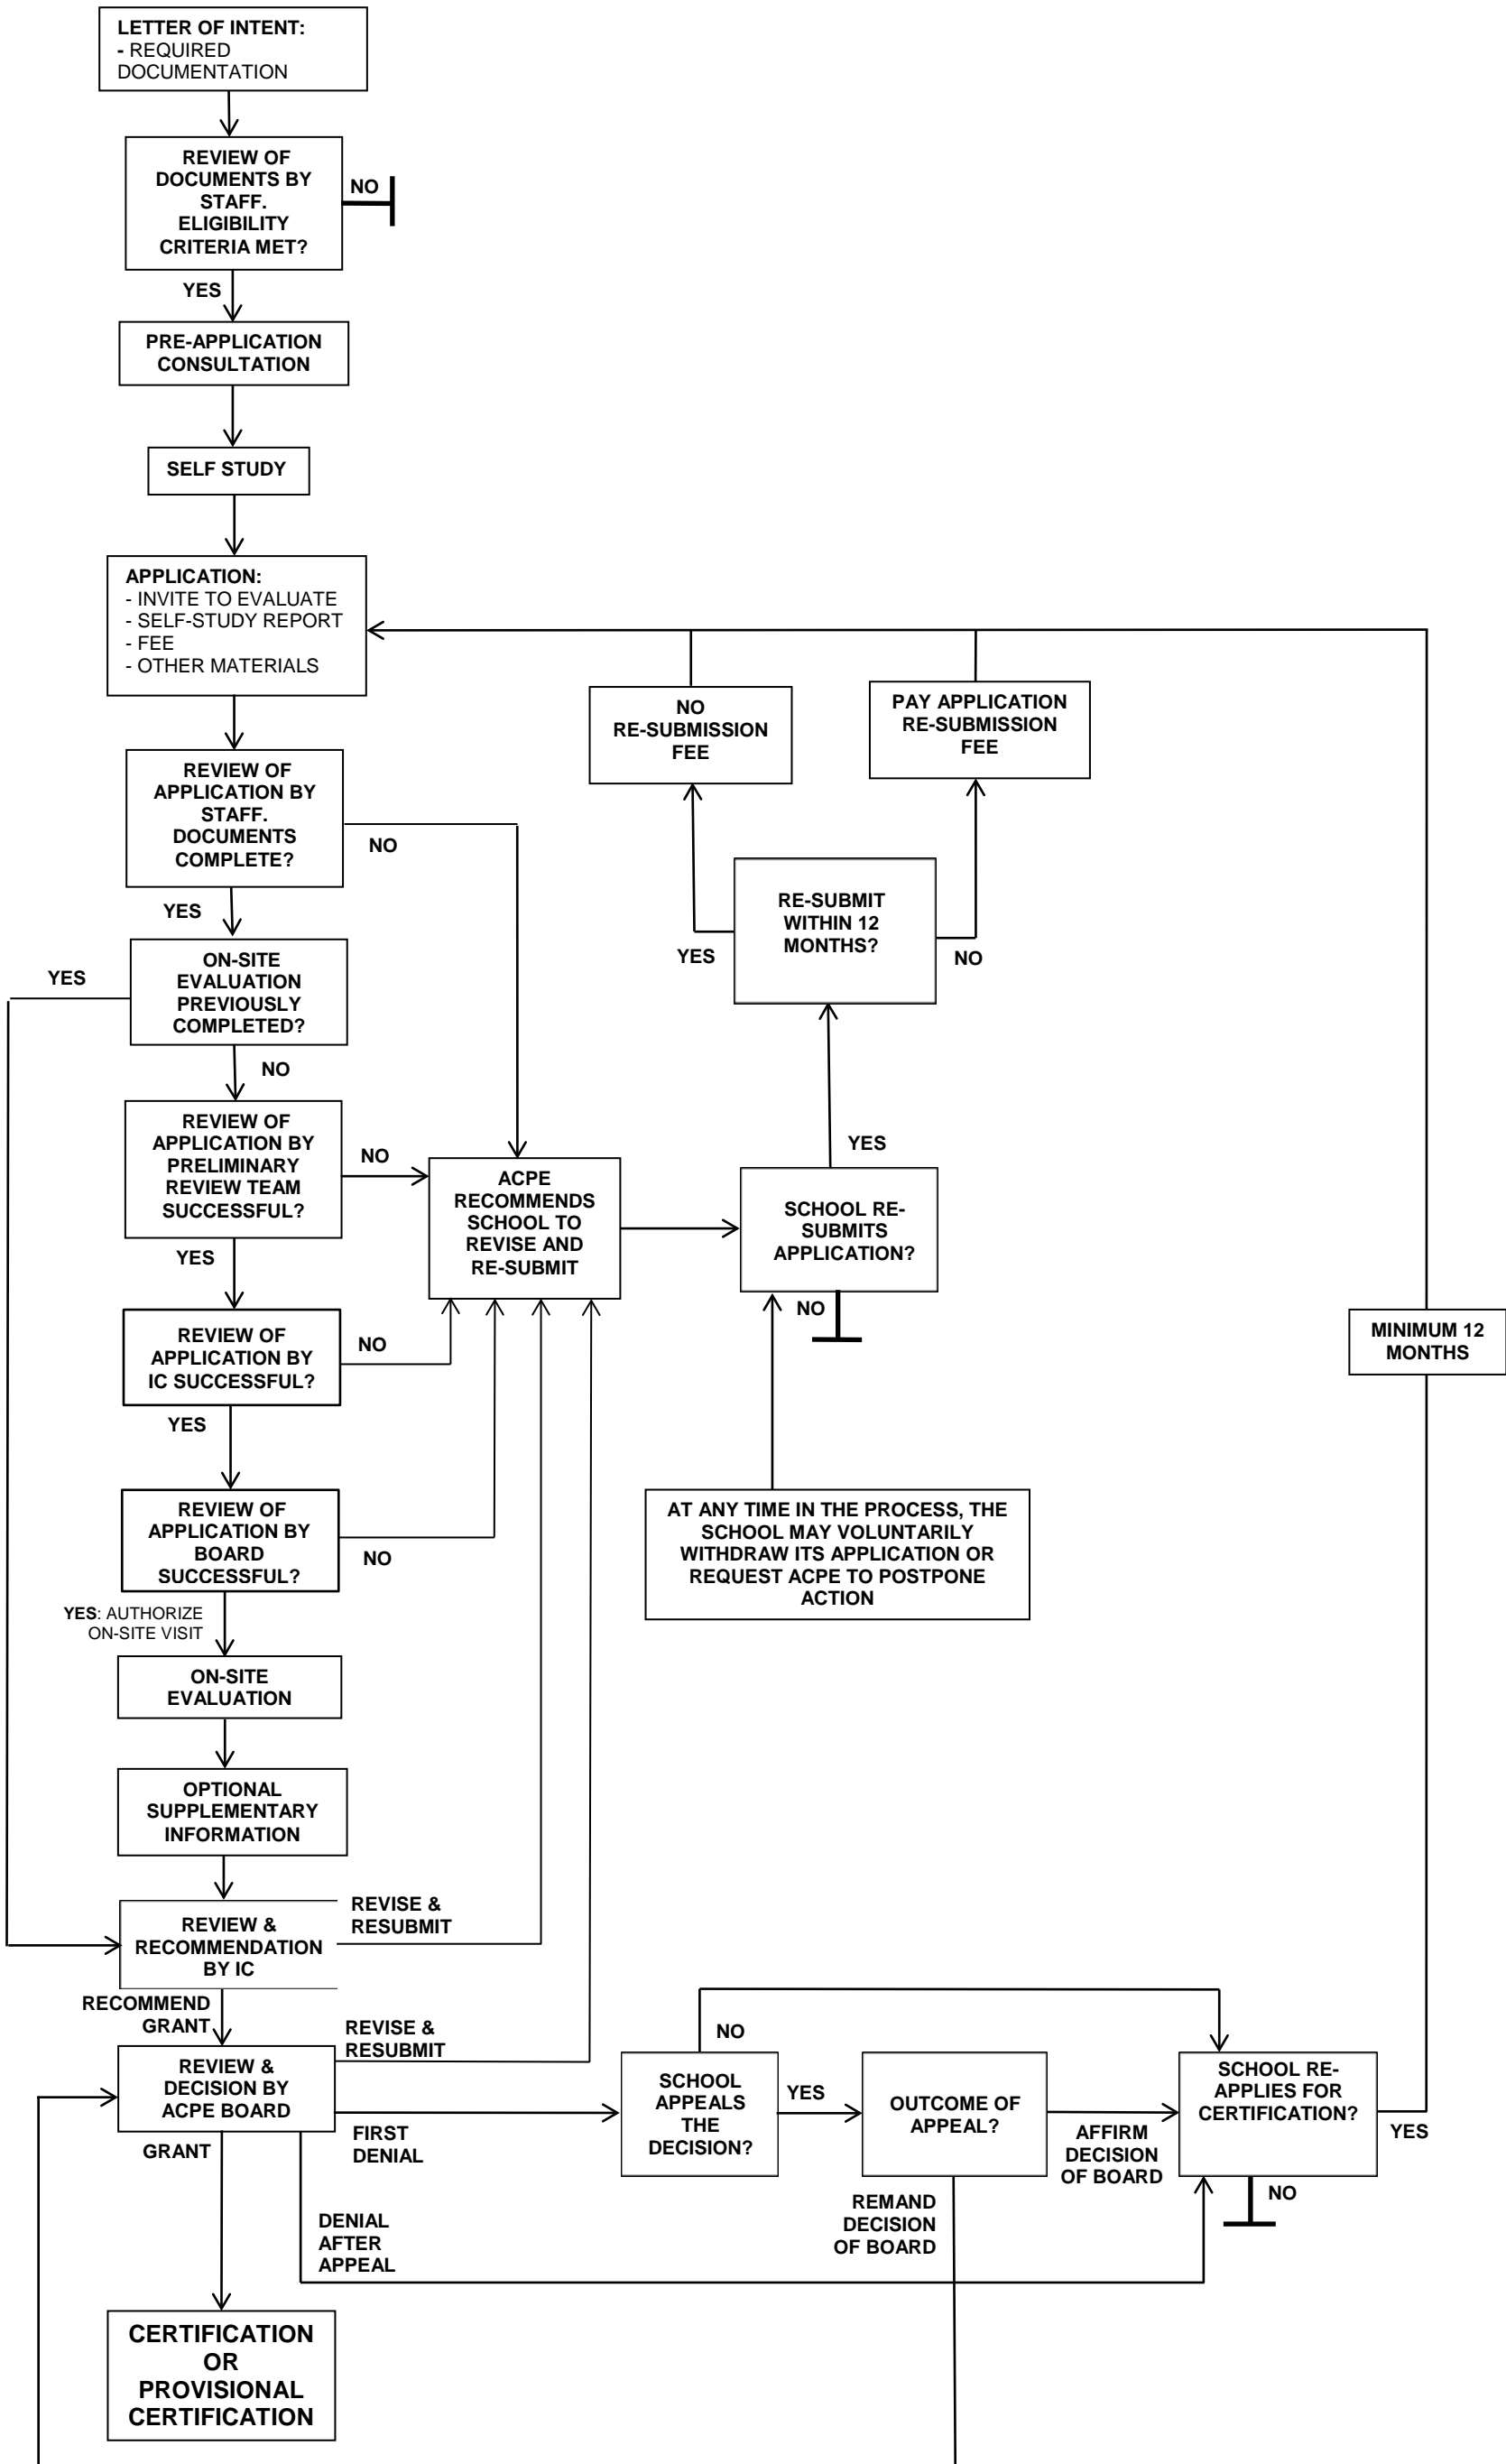 LETTER OF INTENT:
- REQUIRED
DOCUMENTATION
REVIEW OF
DOCUMENTS BY
STAFF.
ELIGIBILITY
CRITERIA MET?
NO
YES
PRE-APPLICATION
CONSULTATION
SELF STUDY
APPLICATION:
- INVITE TO EVALUATE
- SELF-STUDY REPORT
- FEE
- OTHER MATERIALS
NO
RE-SUBMISSION
FEE
PAY APPLICATION
RE-SUBMISSION
FEE
REVIEW OF
APPLICATION BY
STAFF.
DOCUMENTS
COMPLETE?
NO
YES
RE-SUBMIT
WITHIN 12
MONTHS?
YES
NO
ON-SITE
EVALUATION
PREVIOUSLY
COMPLETED?
YES
NO
REVIEW OF
APPLICATION BY
PRELIMINARY
REVIEW TEAM
SUCCESSFUL?
NO
YES
ACPE
RECOMMENDS
SCHOOL TO
REVISE AND
RE-SUBMIT
YES
SCHOOL RE-
SUBMITS
APPLICATION?
NO
REVIEW OF
APPLICATION BY
IC SUCCESSFUL?
NO
YES
MINIMUM 12
MONTHS
REVIEW OF
APPLICATION BY
BOARD
SUCCESSFUL?
NO
YES: AUTHORIZE
ON-SITE VISIT
AT ANY TIME IN THE PROCESS, THE
SCHOOL MAY VOLUNTARILY
WITHDRAW ITS APPLICATION OR
REQUEST ACPE TO POSTPONE
ACTION
ON-SITE
EVALUATION
OPTIONAL
SUPPLEMENTARY
INFORMATION
REVIEW &
RECOMMENDATION
BY IC
REVISE &
RESUBMIT
RECOMMEND
GRANT
REVIEW &
DECISION BY
ACPE BOARD
REVISE &
RESUBMIT
FIRST
DENIAL
GRANT
DENIAL
AFTER
APPEAL
NO
SCHOOL
APPEALS
THE
DECISION?
YES
OUTCOME OF
APPEAL?
AFFIRM
DECISION
OF BOARD
REMAND
DECISION
OF BOARD
SCHOOL RE-
APPLIES FOR
CERTIFICATION?
YES
NO
CERTIFICATION
OR
PROVISIONAL
CERTIFICATION